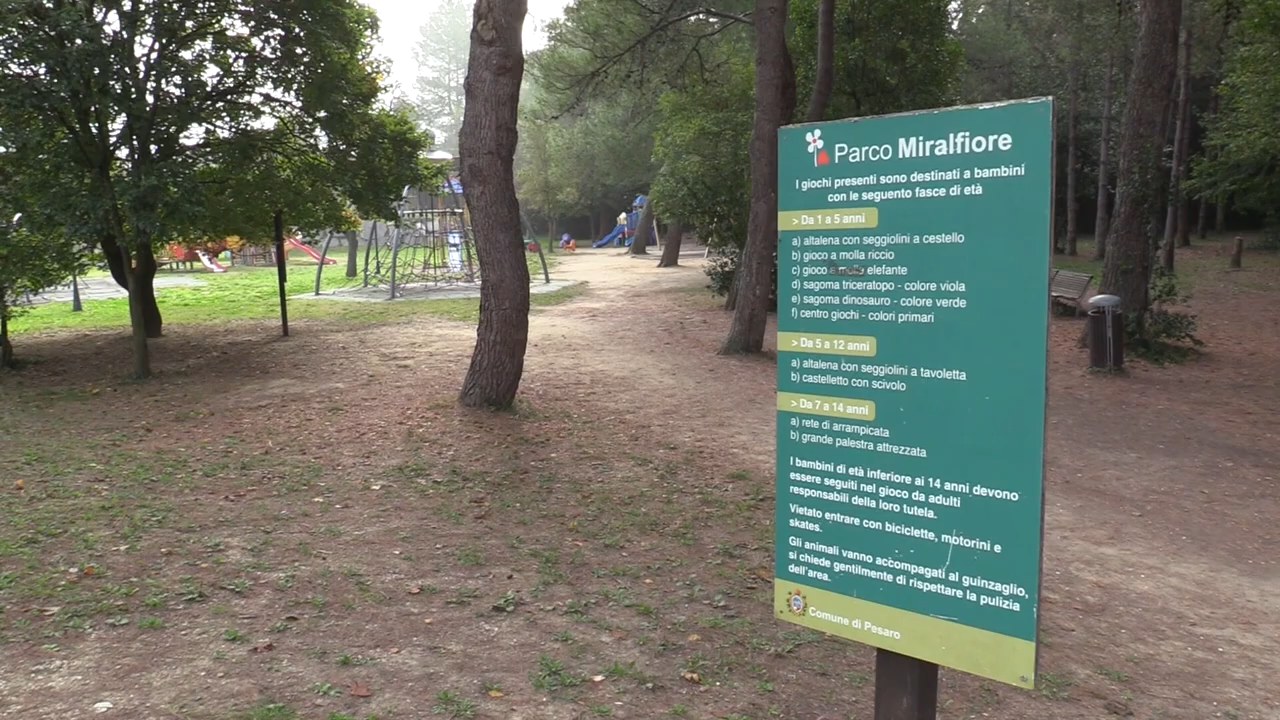 Parco Miralfiore
I giochi presenti sono destinati a bambini
con le seguento fasce di età
> Da 1 a 5 anni
a) altalena con seggiolini a cestello
b) gioco a molla riccio
c) gioco a molla elefante
d) sagoma triceratopo - colore viola
e) sagoma dinosauro - colore verde
f) centro giochi - colori primari
> Da 5 a 12 anni
a) altalena con seggiolini a tavoletta
b) castelletto con scivolo
> Da 7 a 14 anni
a) rete di arrampicata
b) grande palestra attrezzata
I bambini di età inferiore ai 14 anni devono
essere seguiti nel gioco da adulti
responsabili della loro tutela.
Vietato entrare con biciclette, motorini e
skates.
Gli animali vanno accompagati al guinzaglio,
si chiede gentilmente di rispettare la pulizia
dell'area.
Comune di Pesaro